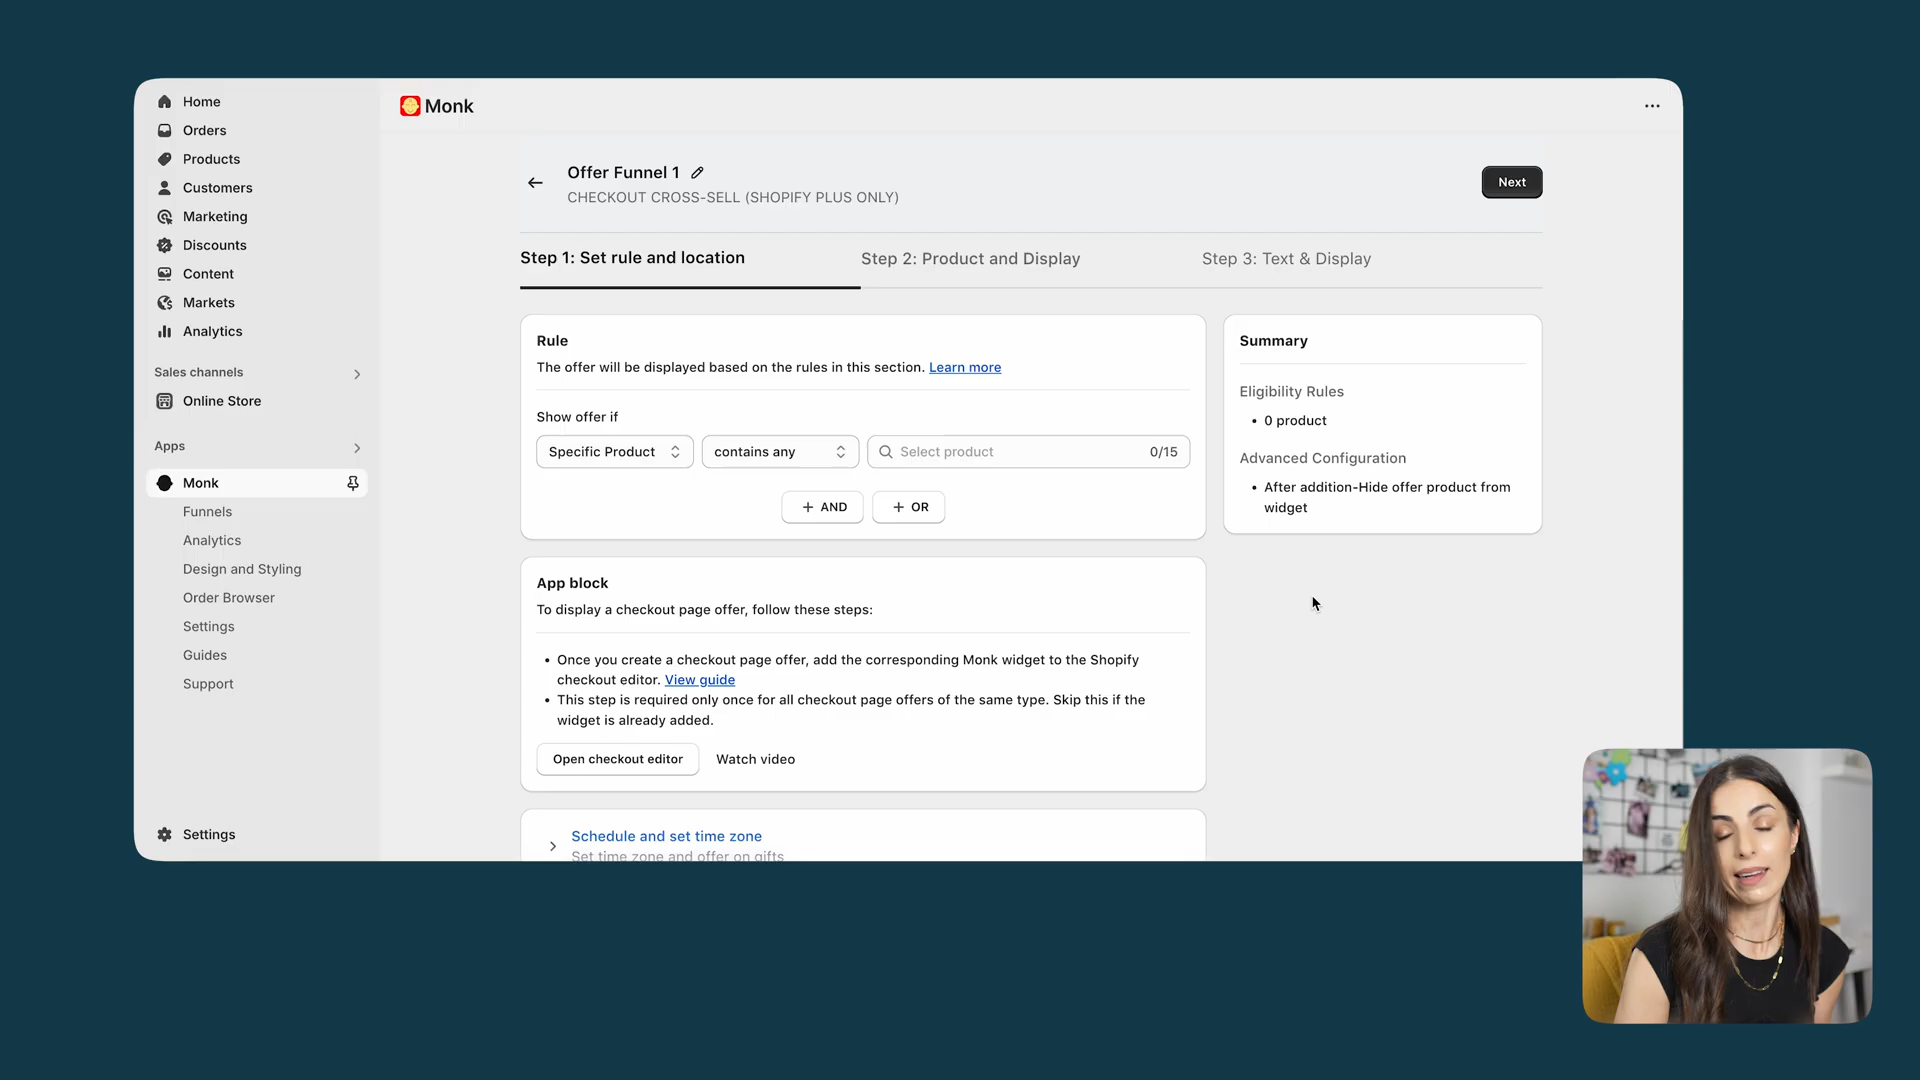 Home
Orders
Products
Customers
Marketing
Discounts
Content
Markets
Analytics
Sales channels
Online Store
Apps
Monk
Funnels
Analytics
Design and Styling
Order Browser
Settings
Guides
Support
Settings
Monk
Offer Funnel 1
CHECKOUT CROSS-SELL (SHOPIFY PLUS ONLY)
Next
Step 1: Set rule and location
Step 2: Product and Display
Step 3: Text & Display
Rule
The offer will be displayed based on the rules in this section. Learn more
Show offer if
Specific Product
contains any
Select product
0/15
+ AND
+ OR
App block
To display a checkout page offer, follow these steps:
• Once you create a checkout page offer, add the corresponding Monk widget to the Shopify
checkout editor. View guide
• This step is required only once for all checkout page offers of the same type. Skip this if the
widget is already added.
Open checkout editor
Watch video
Schedule and set time zone
Set time zone and offer on gifts
Summary
Eligibility Rules
• 0 product
Advanced Configuration
• After addition-Hide offer product from
widget